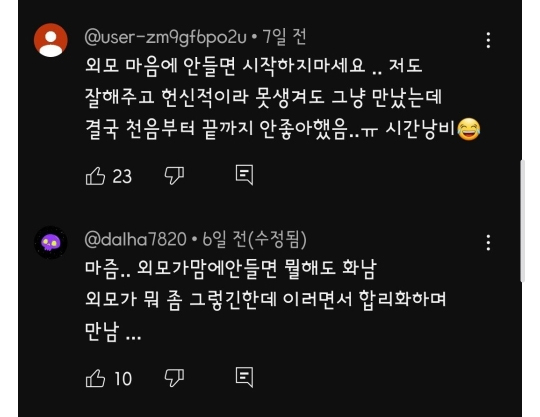 @user-zm9gf6po2u • 7일 전
외모 마음에 안들면 시작하지마세요 .. 저도
잘해주고 헌신적이라 못생겨도 그냥 만났는데
결국 천음부터 끝까지 안좋아했음..ㅠ 시간낭비😂
23
@dalha7820 • 6일 전(수정됨)
마즘.. 외모가맘에안들면 뭘해도 화남
외모가 뭐 좀 그렇긴한데 이러면서 합리화하며
만남 ...
10